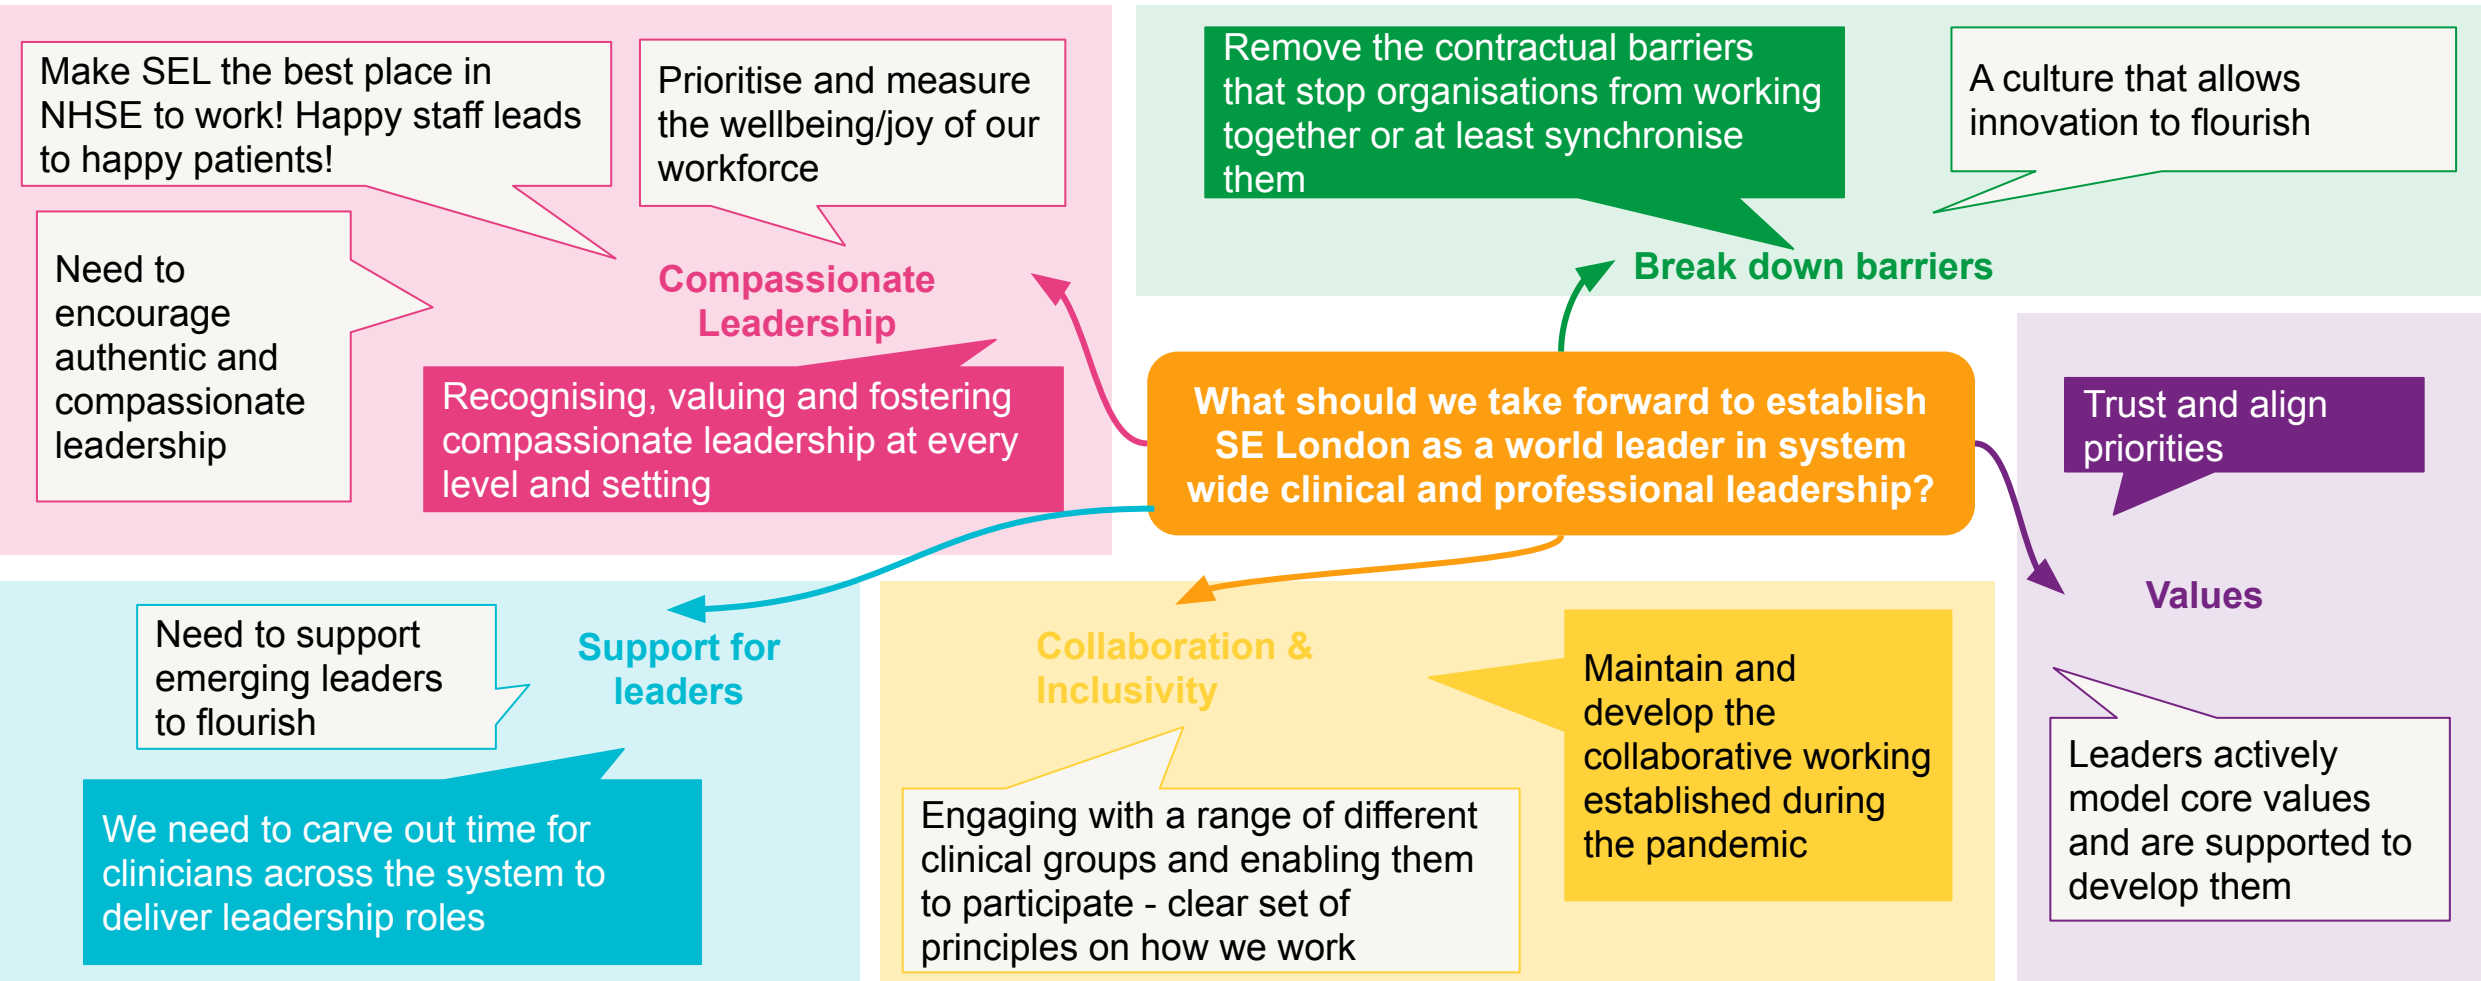 Make SEL the best place in
NHSE to work! Happy staff leads
to happy patients!
Prioritise and measure
the wellbeing/joy of our
workforce
Need to
encourage
authentic and
compassionate
leadership
Compassionate
Leadership
Recognising, valuing and fostering
compassionate leadership at every
level and setting
Remove the contractual barriers
that stop organisations from working
together or at least synchronise
them
A culture that allows
innovation to flourish
Break down barriers
What should we take forward to establish
SE London as a world leader in system
wide clinical and professional leadership?
Trust and align
priorities
Values
Leaders actively
model core values
and are supported to
develop them
Need to support
emerging leaders
to flourish
Support for
leaders
We need to carve out time for
clinicians across the system to
deliver leadership roles
Collaboration &
Inclusivity
Maintain and
develop the
collaborative working
established during
the pandemic
Engaging with a range of different
clinical groups and enabling them
to participate - clear set of
principles on how we work